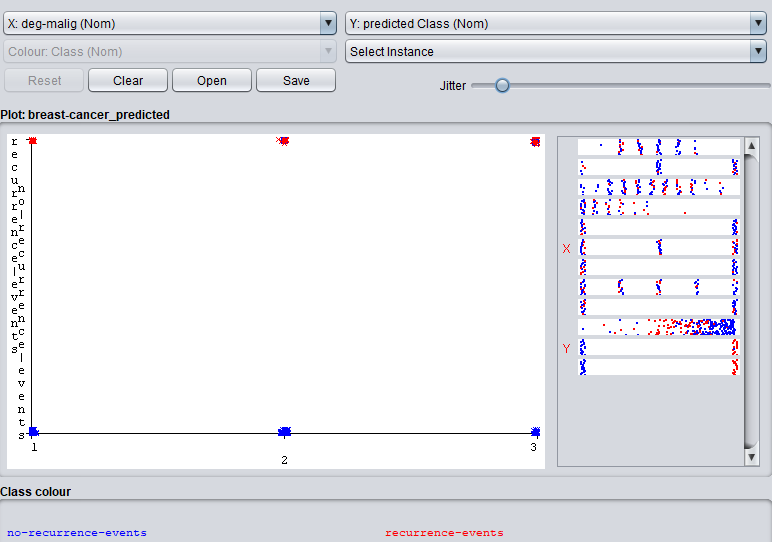 X: deg-malig (Nom)
Y: predicted Class (Nom)
Colour: Class (Nom)
Select Instance
Reset
Clear
Open
Save
Jitter
Plot: breast-cancer_predicted
recurrence-events
no-recurrence-events
X
Y
1
2
3
Class colour
no-recurrence-events
recurrence-events